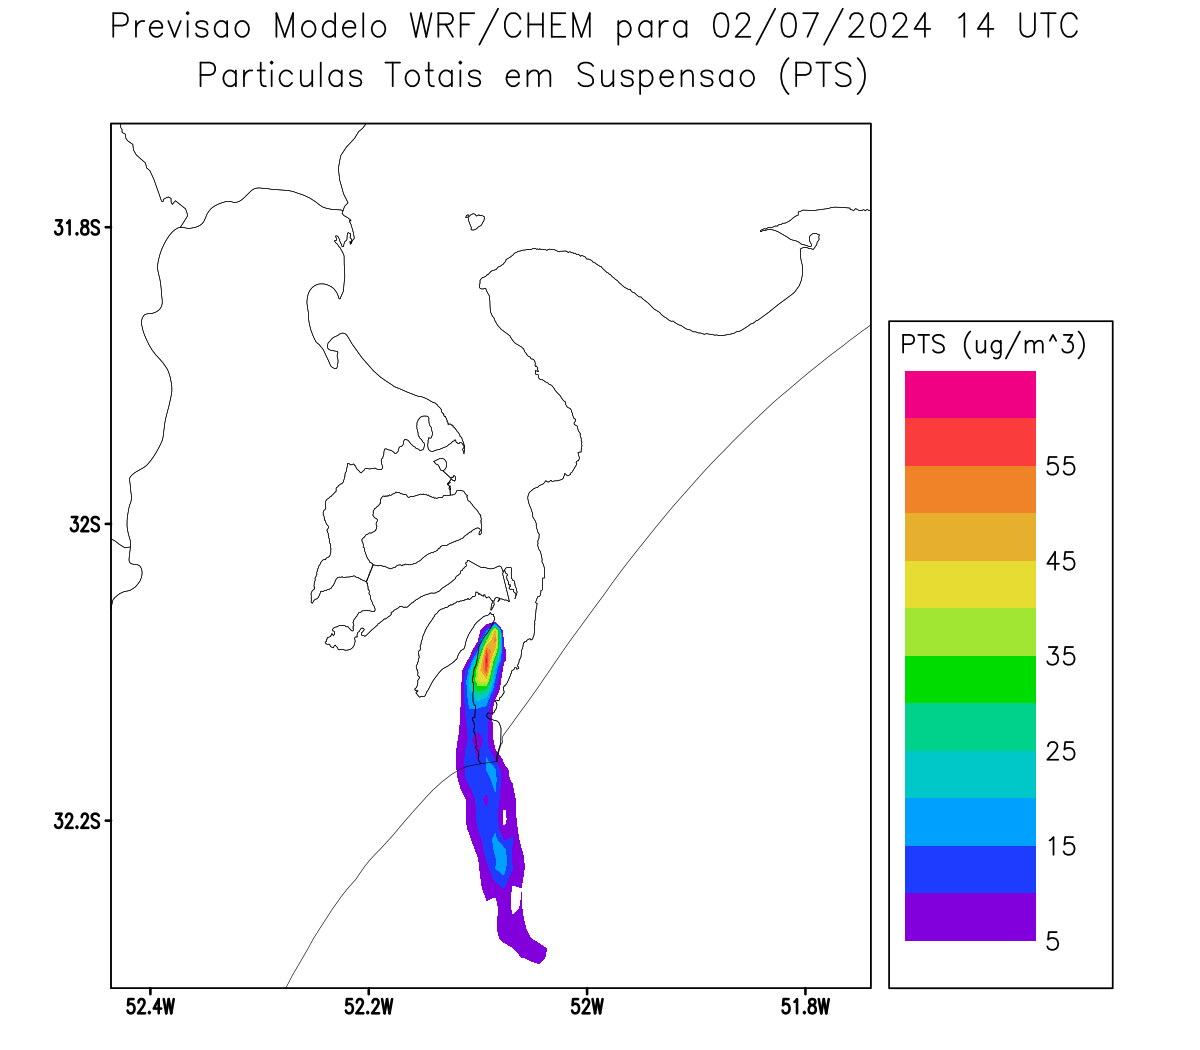 Previsao Modelo WRF/CHEM para 02/07/2024 14 UTC
Particulas Totais em Suspensao (PTS)
31.8S
32S
32.2S
52.4W
52.2W
52W
51.8W
PTS (ug/m^3)
55
45
35
25
15
5